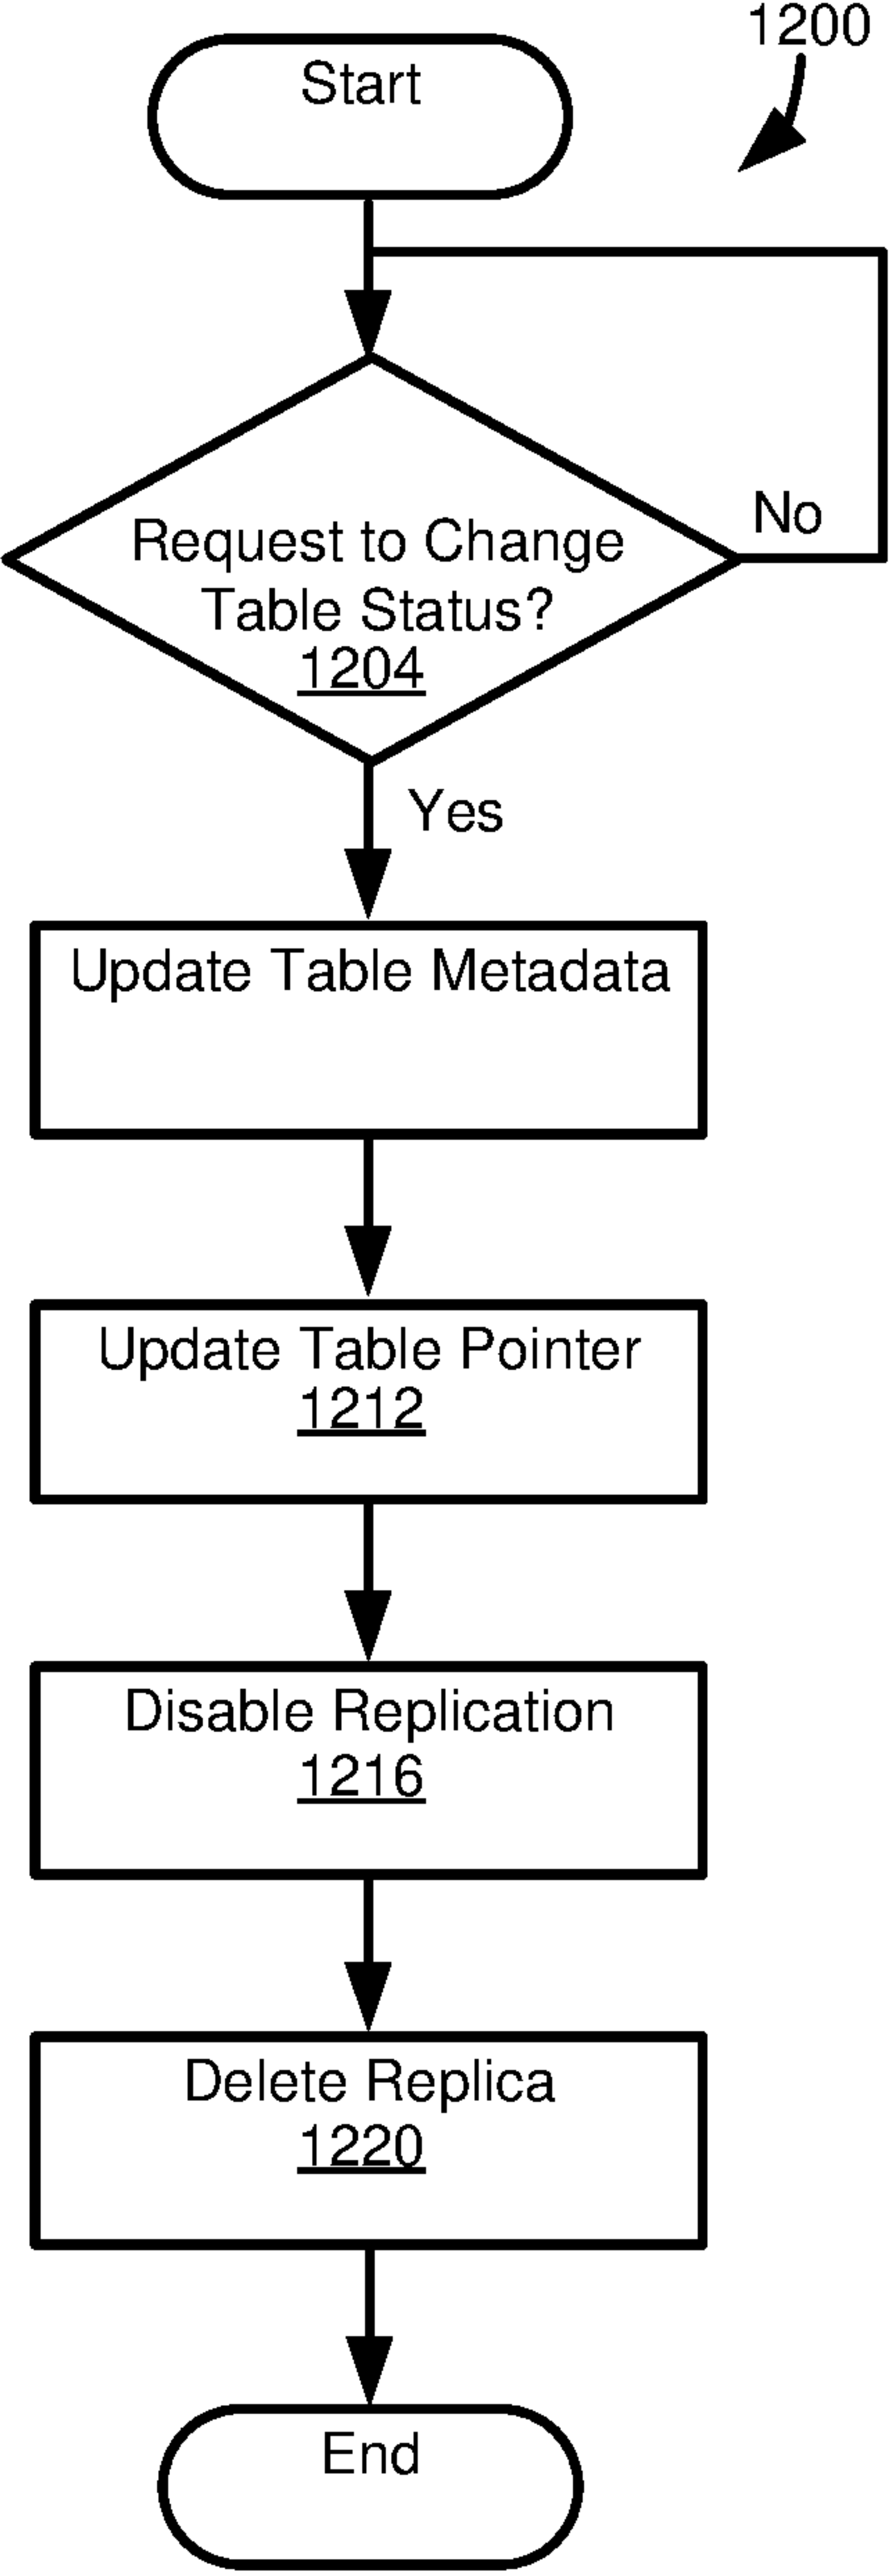 1200
Start
Request to Change
Table Status?
1204
No
Yes
Update Table Metadata
Update Table Pointer
1212
Disable Replication
1216
Delete Replica
1220
End